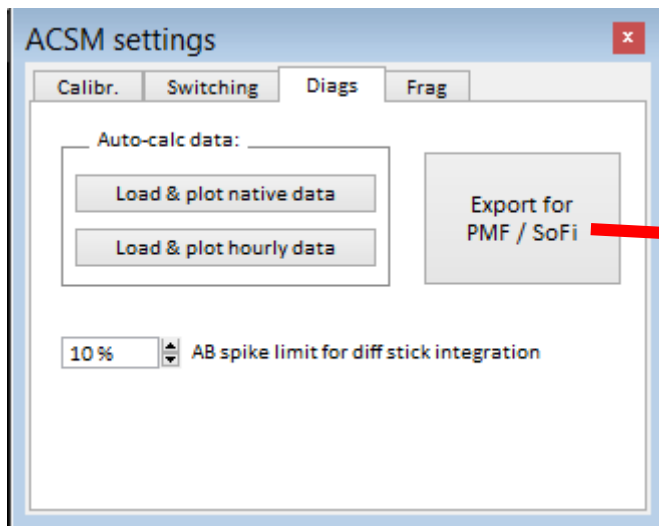 ACSM settings
x
Calibr. Switching Diags Frag
Auto-calc data:
Load & plot native data
Load & plot hourly data
Export for
PMF / SoFi
10 % AB spike limit for diff stick integration